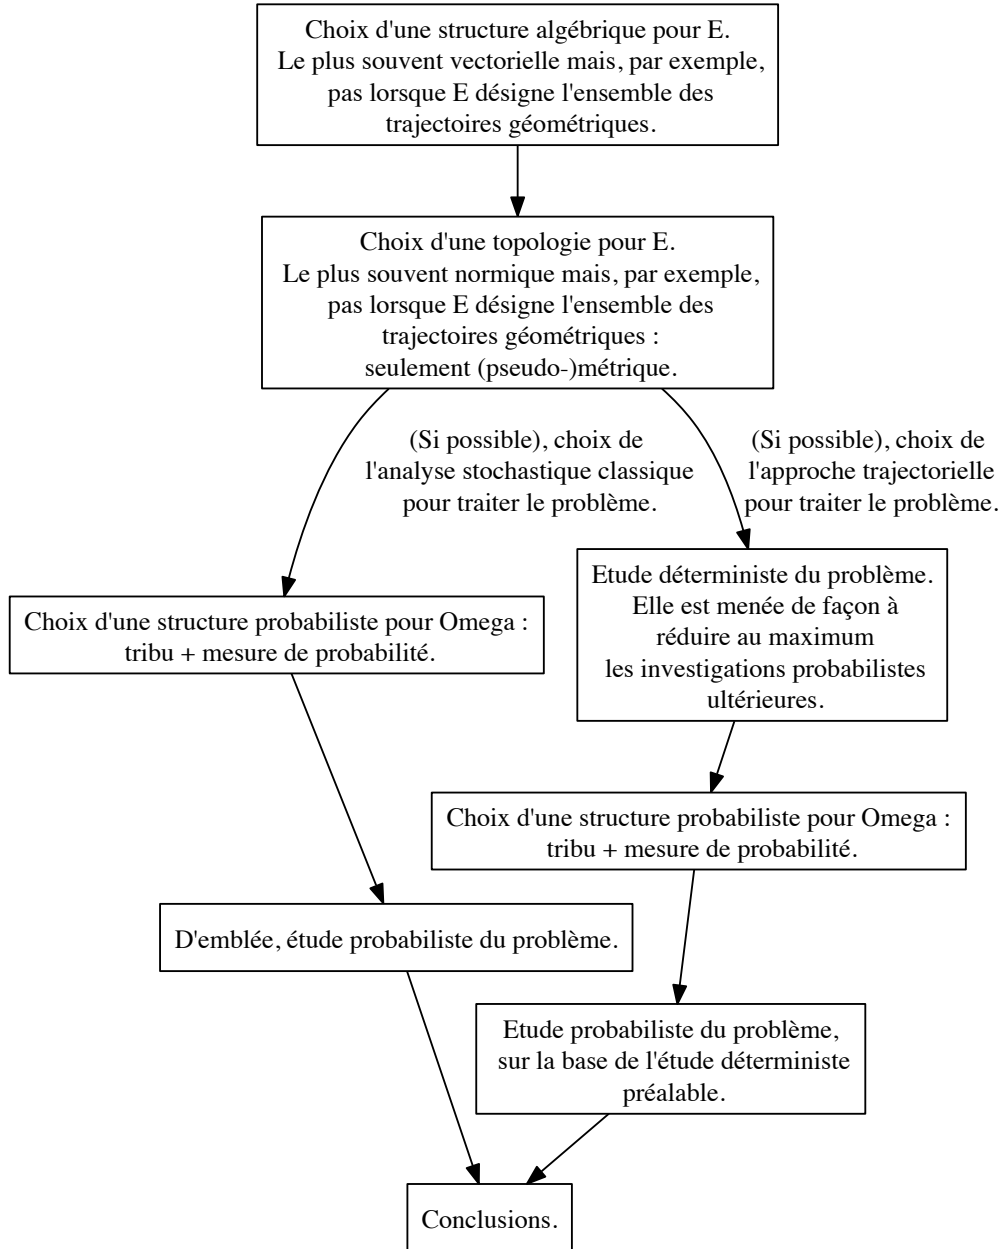 Choix d'une structure algébrique pour E.
Le plus souvent vectorielle mais, par exemple,
pas lorsque E désigne l'ensemble des
trajectoires géométriques.
Choix d'une topologie pour E.
Le plus souvent normique mais, par exemple,
pas lorsque E désigne l'ensemble des
trajectoires géométriques :
seulement (pseudo-)métrique.
(Si possible), choix de
l'analyse stochastique classique
pour traiter le problème.
(Si possible), choix de
l'approche trajectorielle
pour traiter le problème.
Etude déterministe du problème.
Elle est menée de façon à
réduire au maximum
les investigations probabilistes
ultérieures.
Choix d'une structure probabiliste pour Omega :
tribu + mesure de probabilité.
Choix d'une structure probabiliste pour Omega :
tribu + mesure de probabilité.
D'emblée, étude probabiliste du problème.
Etude probabiliste du problème,
sur la base de l'étude déterministe
préalable.
Conclusions.